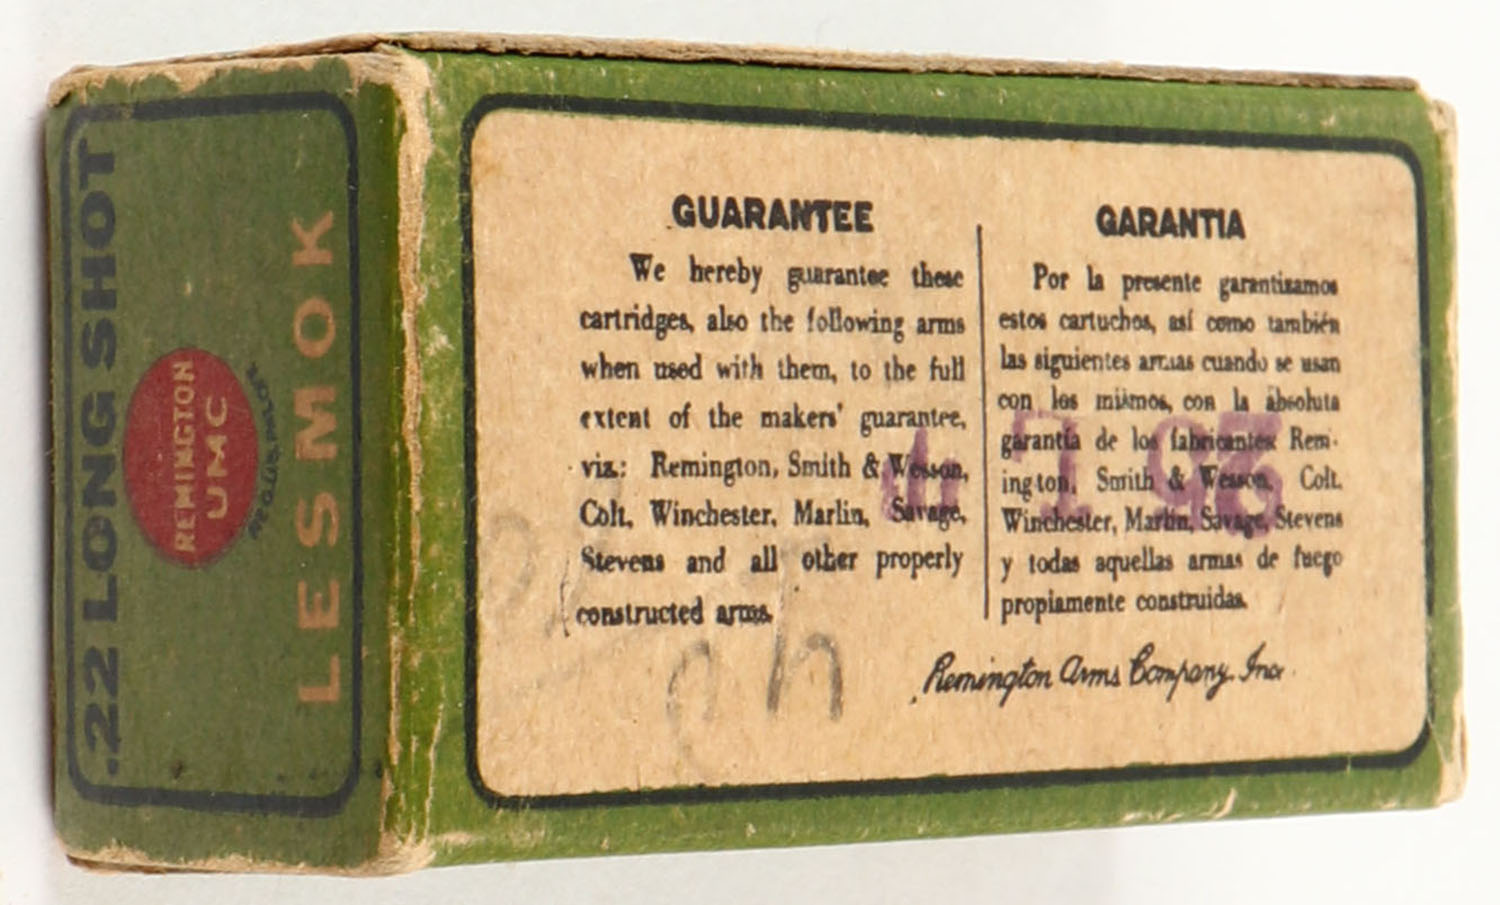 .22 LONG SHOT
REMINGTON
UMC
LESMOK
GUARANTEE
We hereby guarantee these
cartridges, also the following arms
when used with them, to the full
extent of the makers' guarantee,
viz.: Remington, Smith & Wesson,
Colt, Winchester, Marlin, Savage,
Stevens and all other properly
constructed arms.
GARANTIA
Por la presente garantizamos
estos cartuchos, así como también
las siguientes armas cuando se usan
con los mismos, con la absoluta
garantía de los fabricantes Rem-
ington, Smith & Wesson, Colt,
Winchester, Marlin, Savage, Stevens
y todas aquellas armas de fuego
propiamente construidas.
Remington Arms Company, Inc.